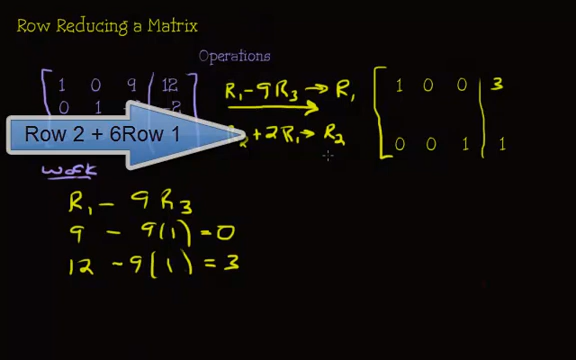 Row Reducing a Matrix
Operations
1 0 9 12
0 1 -2
R1 - 9R3 → R1
2 + 2R1 → R2
Row 2 + 6Row 1
1 0 0 3
0 0 1 1
Work
R1 - 9R3
9 - 9(1) = 0
12 - 9(1) = 3